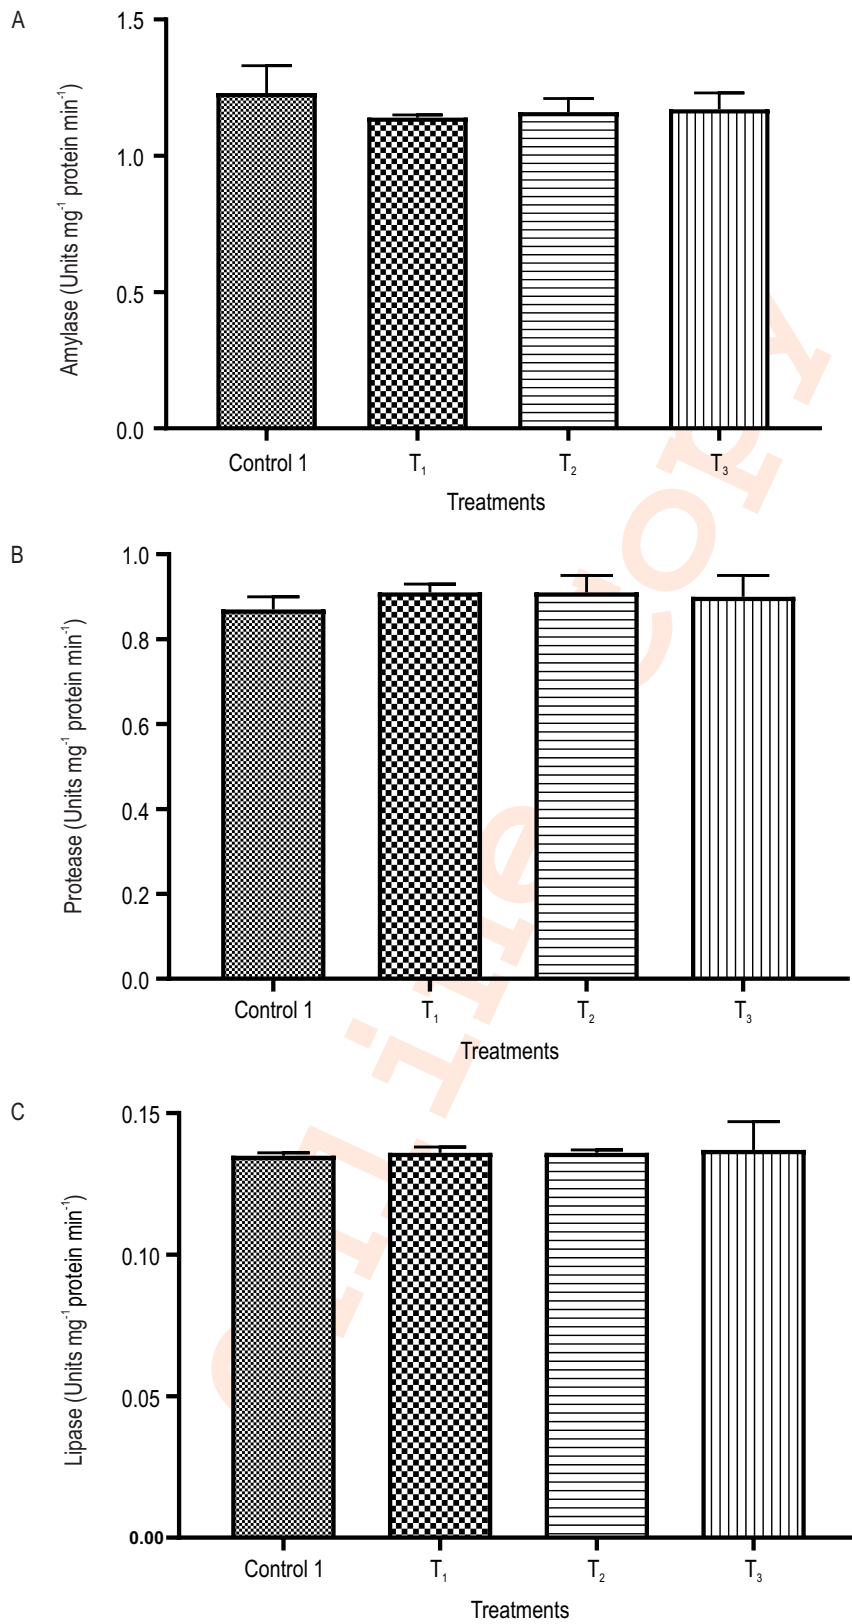 A
Amylase (Units mg⁻¹ protein min⁻¹)
1.5
1.0
0.5
0.0
Control 1 T₁ T₂ T₃
Treatments
B
Protease (Units mg⁻¹ protein min⁻¹)
1.0
0.8
0.6
0.4
0.2
0.0
Control 1 T₁ T₂ T₃
Treatments
C
Lipase (Units mg⁻¹ protein min⁻¹)
0.15
0.10
0.05
0.00
Control 1 T₁ T₂ T₃
Treatments
Online Copy